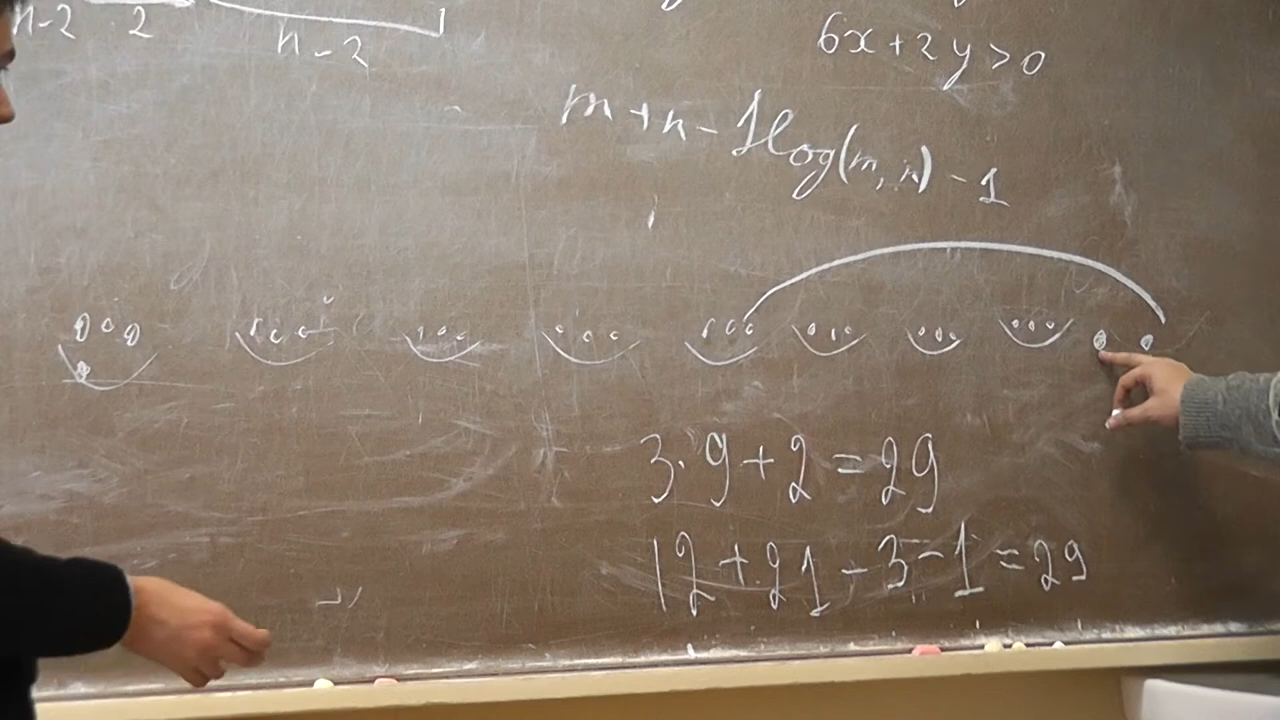 n-2 2
n-2
6x+2y>0
m+n-1log(m,n)-1
3·9+2=29
12+21-3-1=29